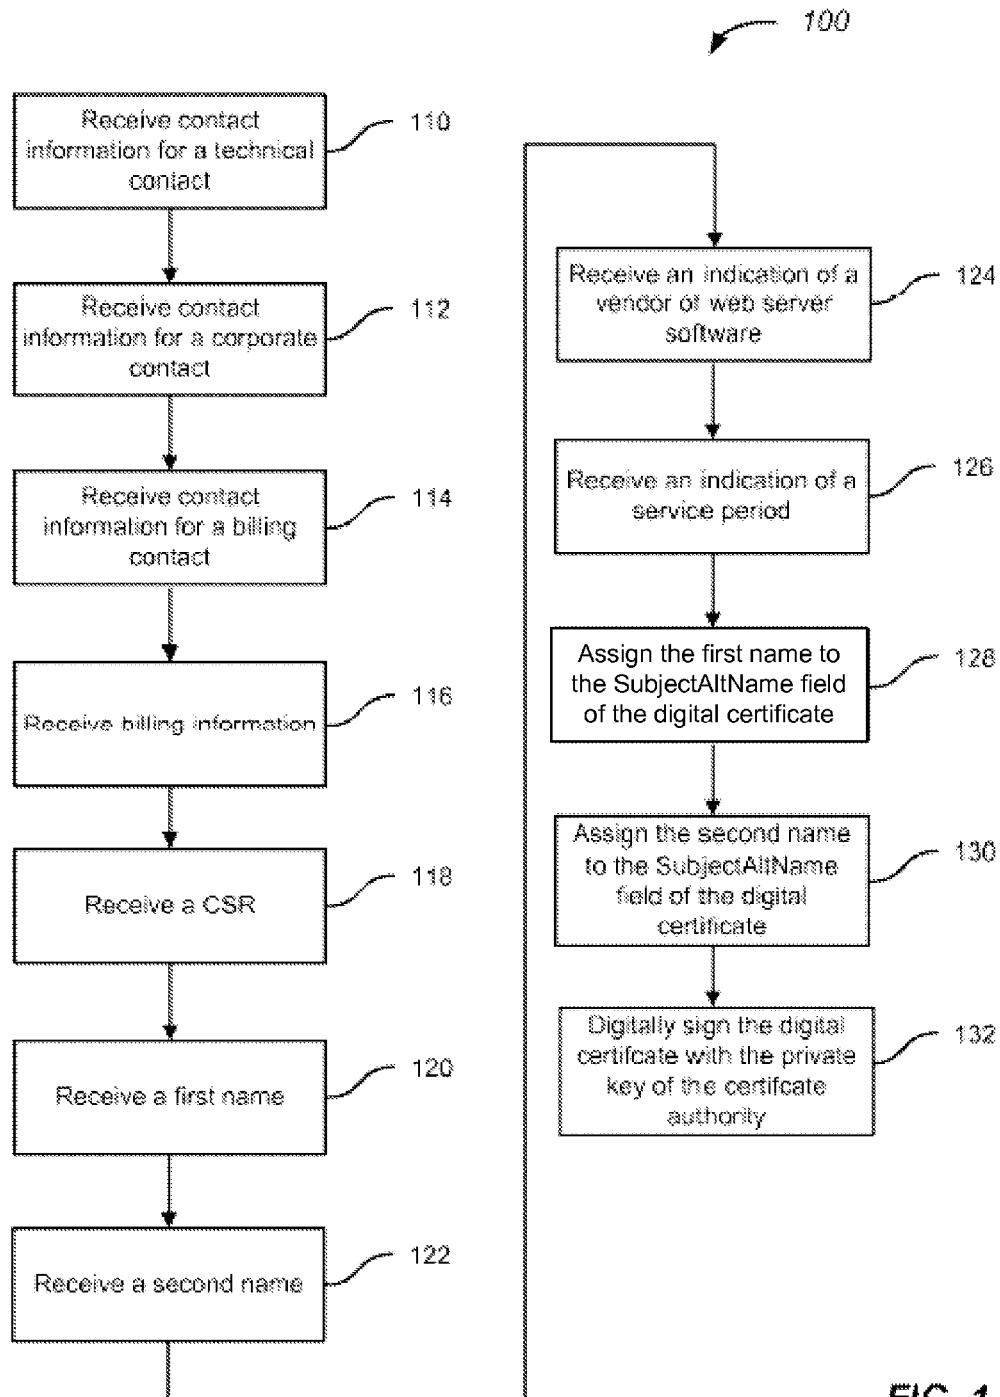 100
Receive contact
information for a technical
contact
110
Receive contact
information for a corporate
contact
112
Receive contact
information for a billing
contact
114
Receive billing information
116
Receive a CSR
118
Receive a first name
120
Receive a second name
122
Receive an indication of a
vendor of web server
software
124
Receive an indication of a
service period
126
Assign the first name to
the SubjectAltName field
of the digital certificate
128
Assign the second name
to the SubjectAltName
field of the digital
certificate
130
Digitally sign the digital
certifcate with the private
key of the certifcate
authority
132
FIG. 1